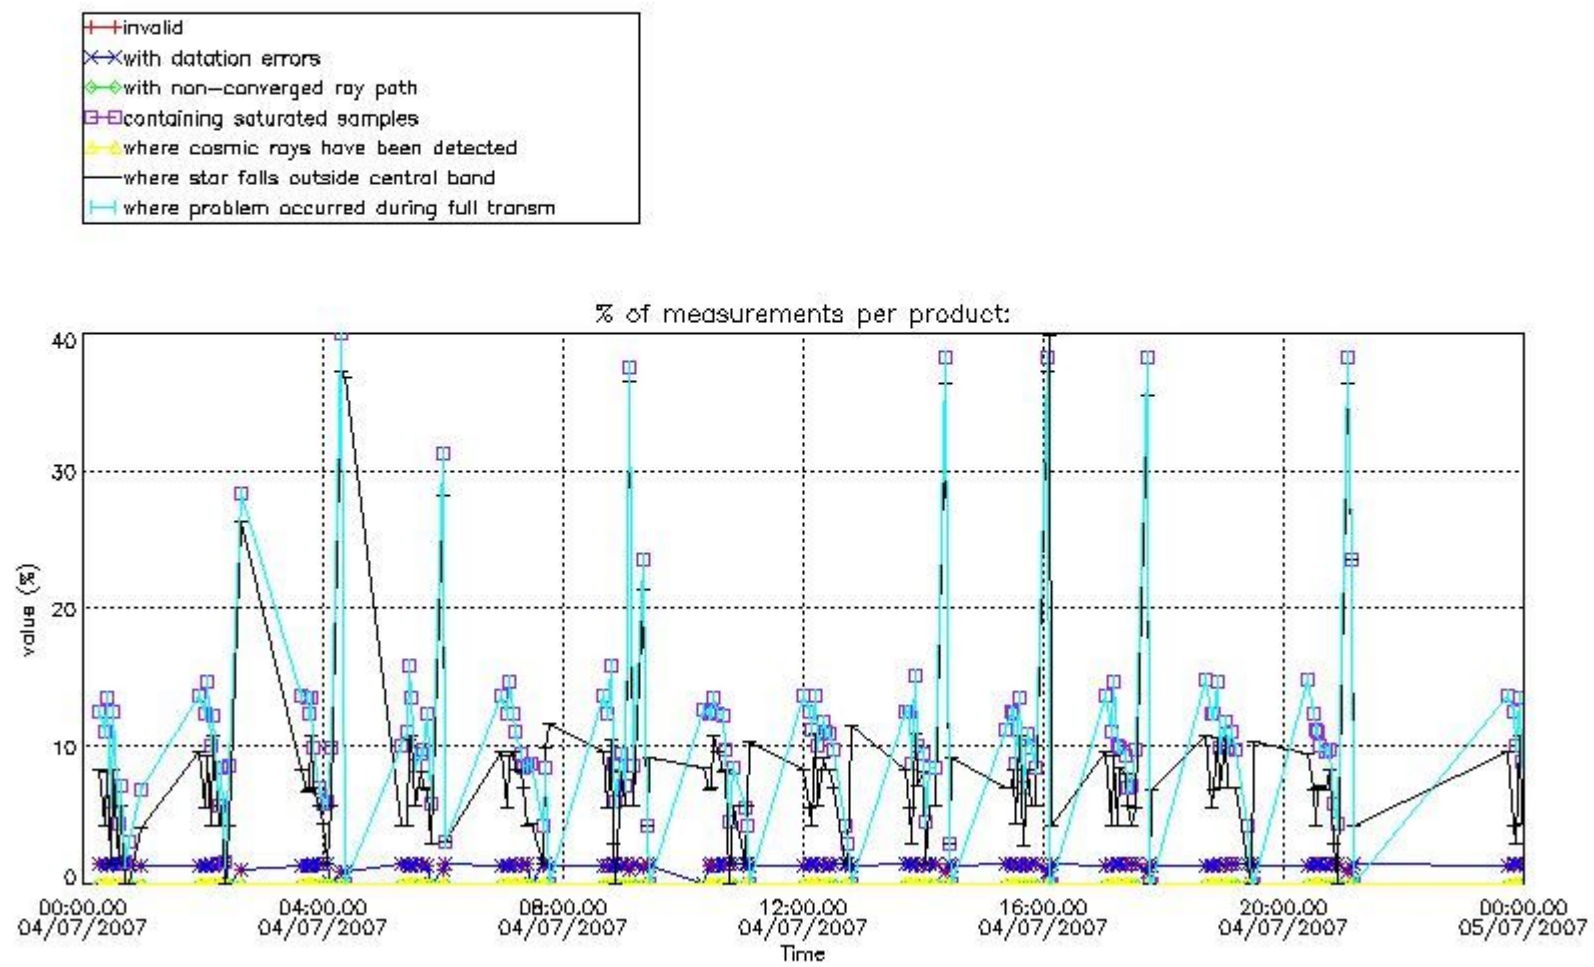 invalid
with datation errors
with non-converged ray path
containing saturated samples
where cosmic rays have been detected
where star falls outside central band
where problem occurred during full transm
% of measurements per product:
40
30
20
10
0
value (%)
00:00:00 04:00:00 08:00:00 12:00:00 16:00:00 20:00:00 00:00:00
04/07/2007 04/07/2007 04/07/2007 04/07/2007 04/07/2007 04/07/2007 05/07/2007
Time